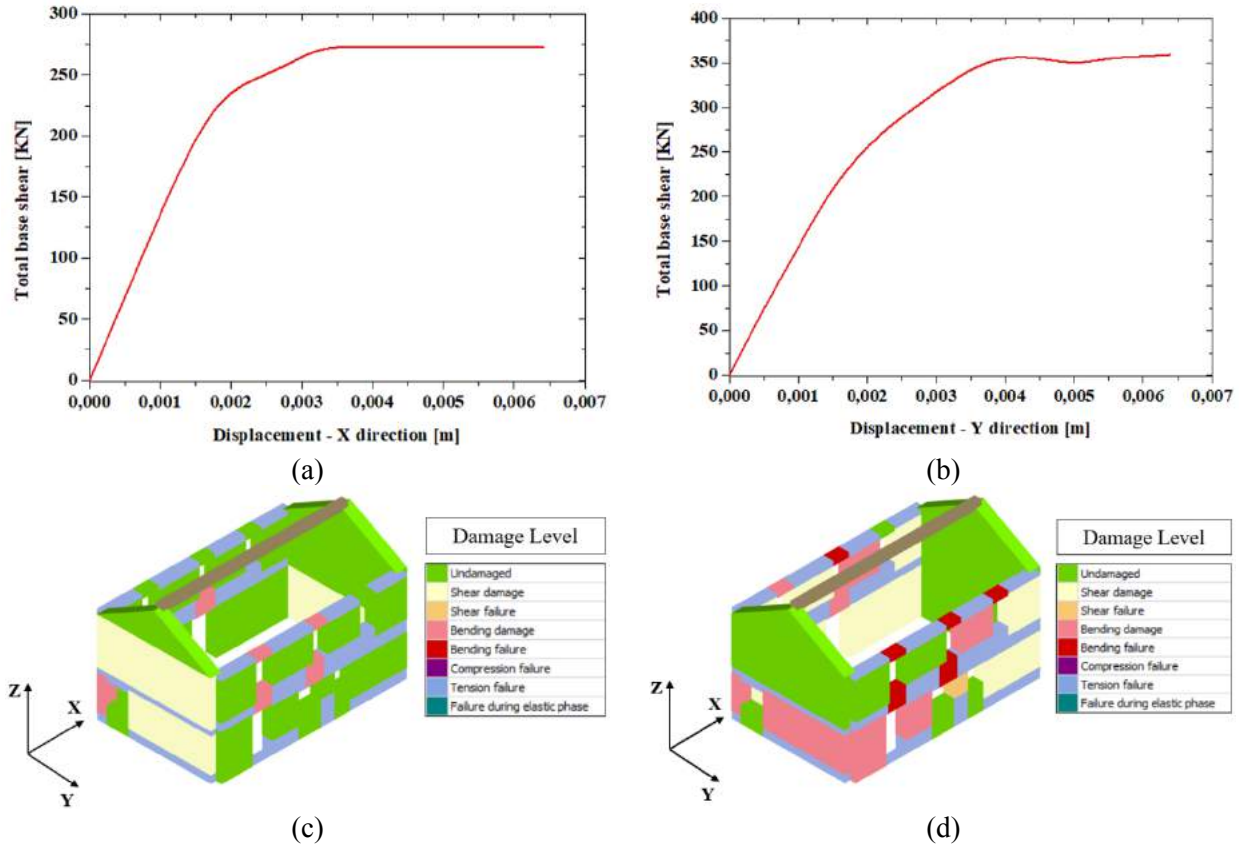 300
250
200
150
100
50
0
Total base shear [KN]
0,000 0,001 0,002 0,003 0,004 0,005 0,006 0,007
Displacement - X direction [m]
(a)
400
350
300
250
200
150
100
50
0
Total base shear [KN]
0,000 0,001 0,002 0,003 0,004 0,005 0,006 0,007
Displacement - Y direction [m]
(b)
Z
X
Y
Damage Level
Undamaged
Shear damage
Shear failure
Bending damage
Bending failure
Compression failure
Tension failure
Failure during elastic phase
(c)
Z
X
Y
Damage Level
Undamaged
Shear damage
Shear failure
Bending damage
Bending failure
Compression failure
Tension failure
Failure during elastic phase
(d)